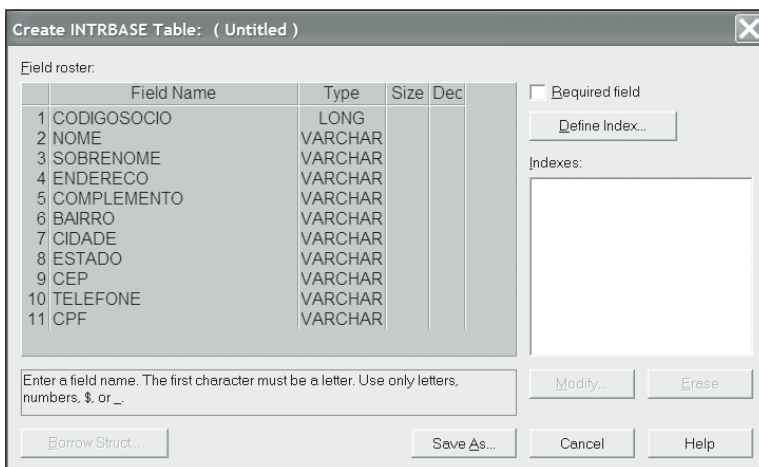 Create INTRBASE Table: ( Untitled )
Field roster:
Field Name Type Size Dec
1 CODIGOSOCIO LONG
2 NOME VARCHAR
3 SOBRENOME VARCHAR
4 ENDERECO VARCHAR
5 COMPLEMENTO VARCHAR
6 BAIRRO VARCHAR
7 CIDADE VARCHAR
8 ESTADO VARCHAR
9 CEP VARCHAR
10 TELEFONE VARCHAR
11 CPF VARCHAR
Required field
Define Index...
Indexes:
Enter a field name. The first character must be a letter. Use only letters,
numbers, $, or _.
Modify...
Erase
Borrow Struct...
Save As...
Cancel
Help